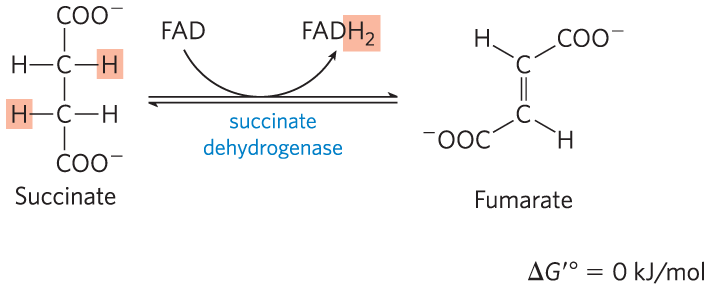 COO⁻
H—C—H
H—C—H
COO⁻
Succinate
FAD
FADH₂
succinate
dehydrogenase
H
COO⁻
C
C
⁻OOC
H
Fumarate
ΔG′° = 0 kJ/mol